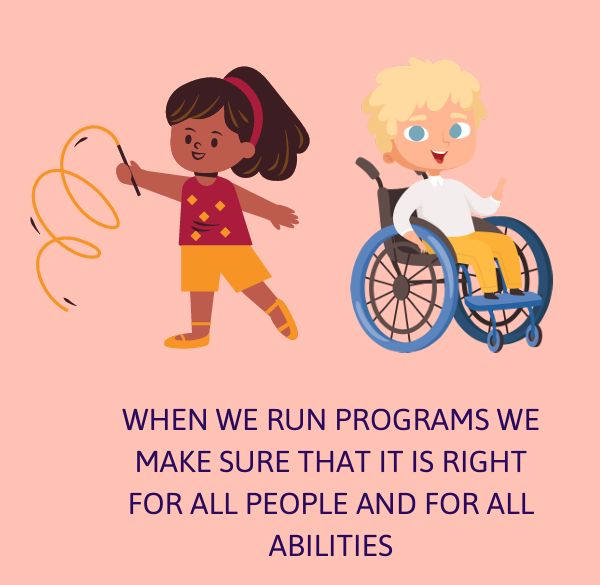 WHEN WE RUN PROGRAMS WE
MAKE SURE THAT IT IS RIGHT
FOR ALL PEOPLE AND FOR ALL
ABILITIES